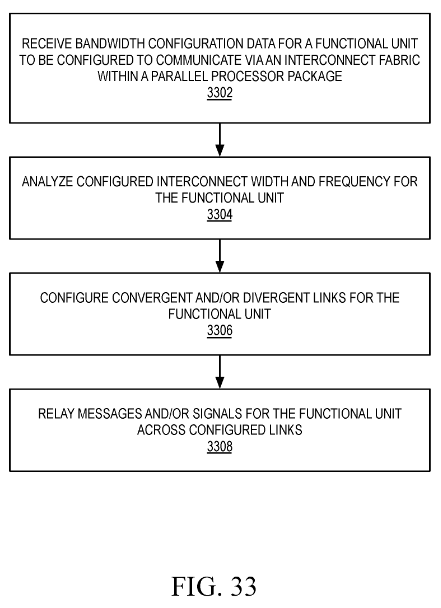 RECEIVE BANDWIDTH CONFIGURATION DATA FOR A FUNCTIONAL UNIT
TO BE CONFIGURED TO COMMUNICATE VIA AN INTERCONNECT FABRIC
WITHIN A PARALLEL PROCESSOR PACKAGE
3302
ANALYZE CONFIGURED INTERCONNECT WIDTH AND FREQUENCY FOR
THE FUNCTIONAL UNIT
3304
CONFIGURE CONVERGENT AND/OR DIVERGENT LINKS FOR THE
FUNCTIONAL UNIT
3306
RELAY MESSAGES AND/OR SIGNALS FOR THE FUNCTIONAL UNIT
ACROSS CONFIGURED LINKS
3308
FIG. 33